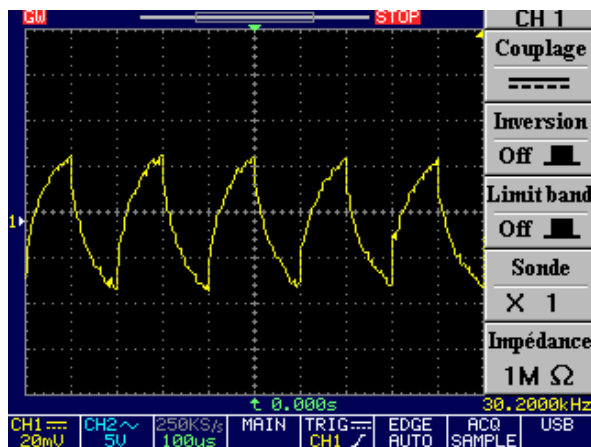 GW STOP CH 1
Couplage
Inversion
Off
Limit band
Off
Sonde
X 1
Impédance
1M Ω
1
0.000s 30.2000kHz
CH1 CH2~ 250KS/s MAIN TRIG EDGE ACQ USB
20mV 5V 100us CH1 AUTO SAMPLE